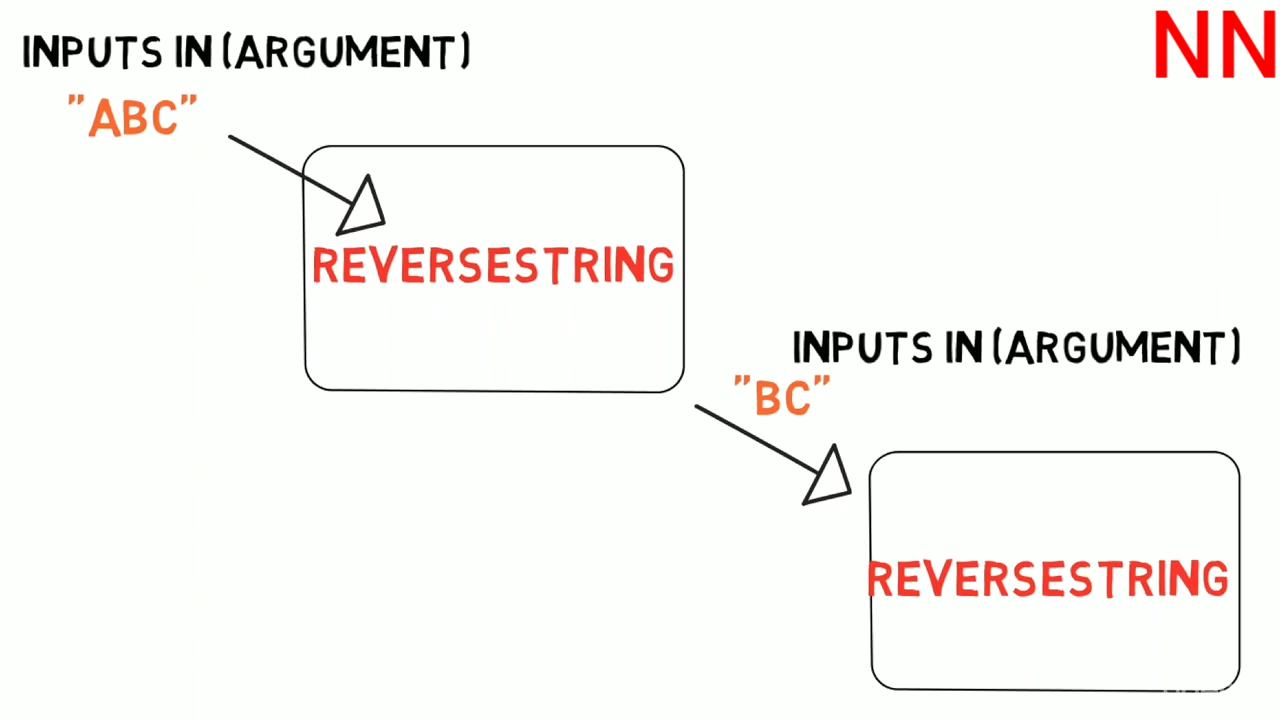 INPUTS IN (ARGUMENT)
NN
"ABC"
REVERSESTRING
INPUTS IN (ARGUMENT)
"BC"
REVERSESTRING